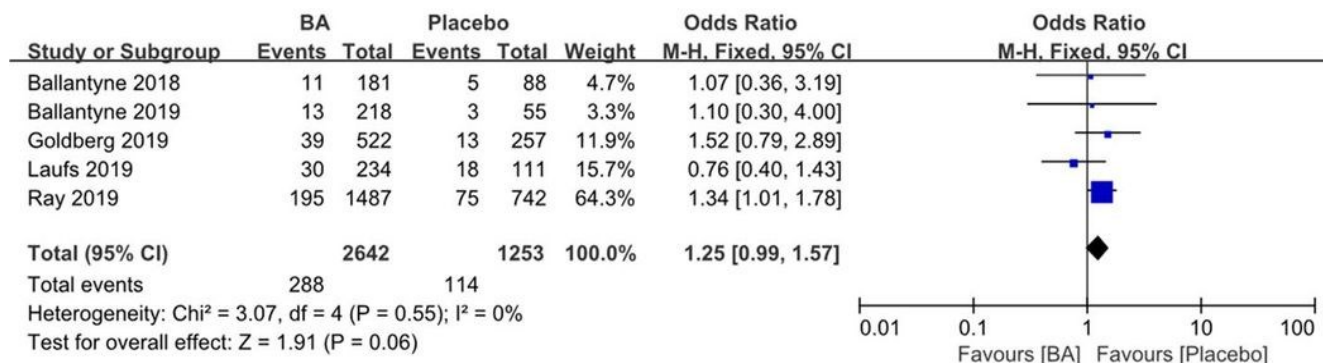 BA Placebo Odds Ratio Odds Ratio
Study or Subgroup Events Total Events Total Weight M-H, Fixed, 95% CI M-H, Fixed, 95% CI
Ballantyne 2018 11 181 5 88 4.7% 1.07 [0.36, 3.19]
Ballantyne 2019 13 218 3 55 3.3% 1.10 [0.30, 4.00]
Goldberg 2019 39 522 13 257 11.9% 1.52 [0.79, 2.89]
Laufs 2019 30 234 18 111 15.7% 0.76 [0.40, 1.43]
Ray 2019 195 1487 75 742 64.3% 1.34 [1.01, 1.78]
Total (95% CI) 2642 1253 100.0% 1.25 [0.99, 1.57]
Total events 288 114
Heterogeneity: Chi² = 3.07, df = 4 (P = 0.55); I² = 0%
Test for overall effect: Z = 1.91 (P = 0.06)
0.01 0.1 1 10 100
Favours [BA] Favours [Placebo]